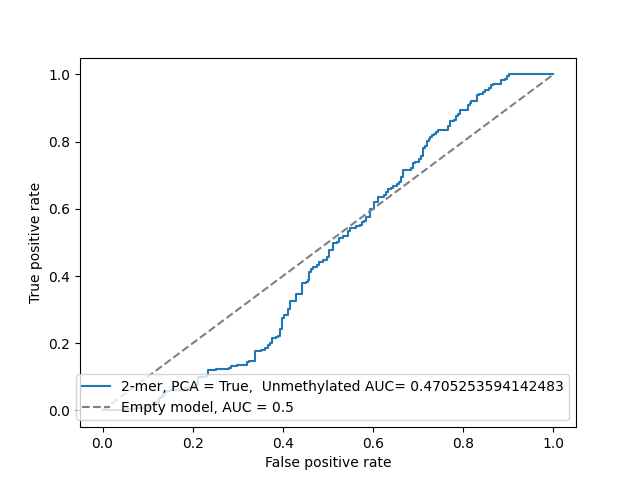 1.0
0.8
0.6
0.4
0.2
0.0
True positive rate
2-mer, PCA = True,  Unmethylated AUC= 0.4705253594142483
Empty model, AUC = 0.5
0.0 0.2 0.4 0.6 0.8 1.0
False positive rate